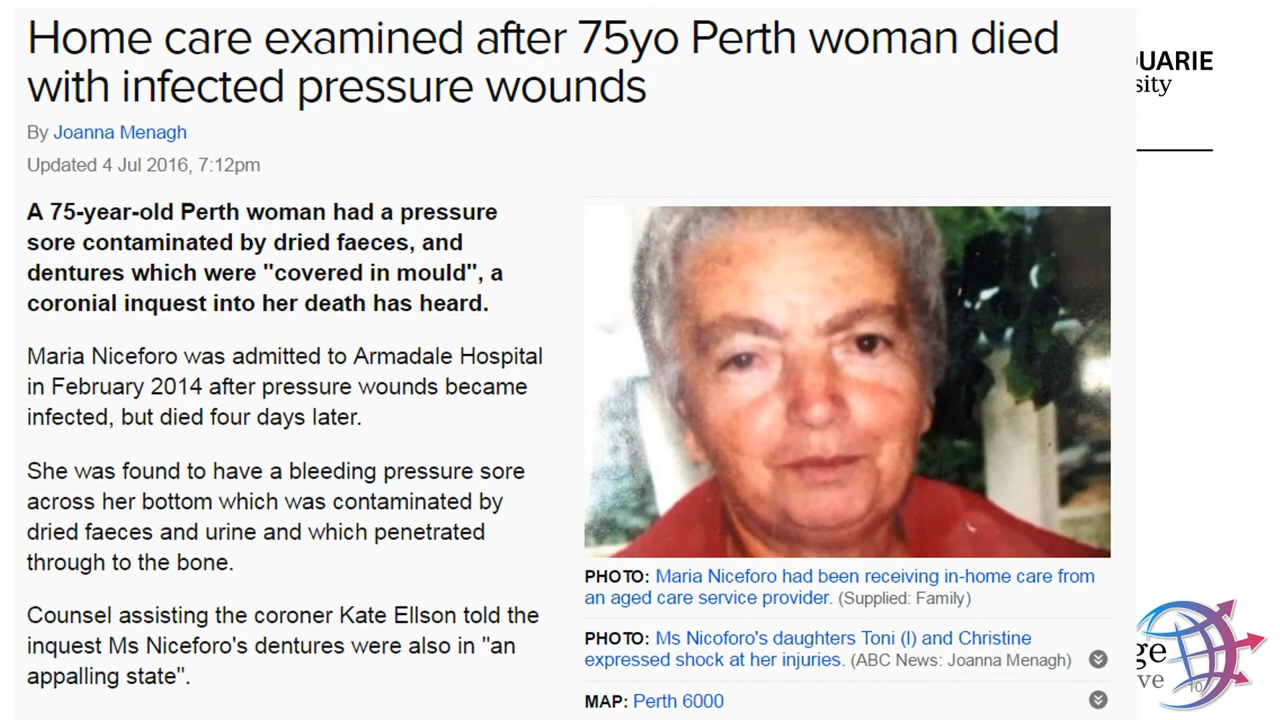 Home care examined after 75yo Perth woman died
with infected pressure wounds
By Joanna Menagh
Updated 4 Jul 2016, 7:12pm
A 75-year-old Perth woman had a pressure
sore contaminated by dried faeces, and
dentures which were "covered in mould", a
coronial inquest into her death has heard.
Maria Niceforo was admitted to Armadale Hospital
in February 2014 after pressure wounds became
infected, but died four days later.
She was found to have a bleeding pressure sore
across her bottom which was contaminated by
dried faeces and urine and which penetrated
through to the bone.
Counsel assisting the coroner Kate Ellson told the
inquest Ms Niceforo's dentures were also in "an
appalling state".
PHOTO: Maria Niceforo had been receiving in-home care from
an aged care service provider. (Supplied: Family)
PHOTO: Ms Nicoforo's daughters Toni (l) and Christine
expressed shock at her injuries. (ABC News: Joanna Menagh)
MAP: Perth 6000
UARIE
sity
ge
ve
10